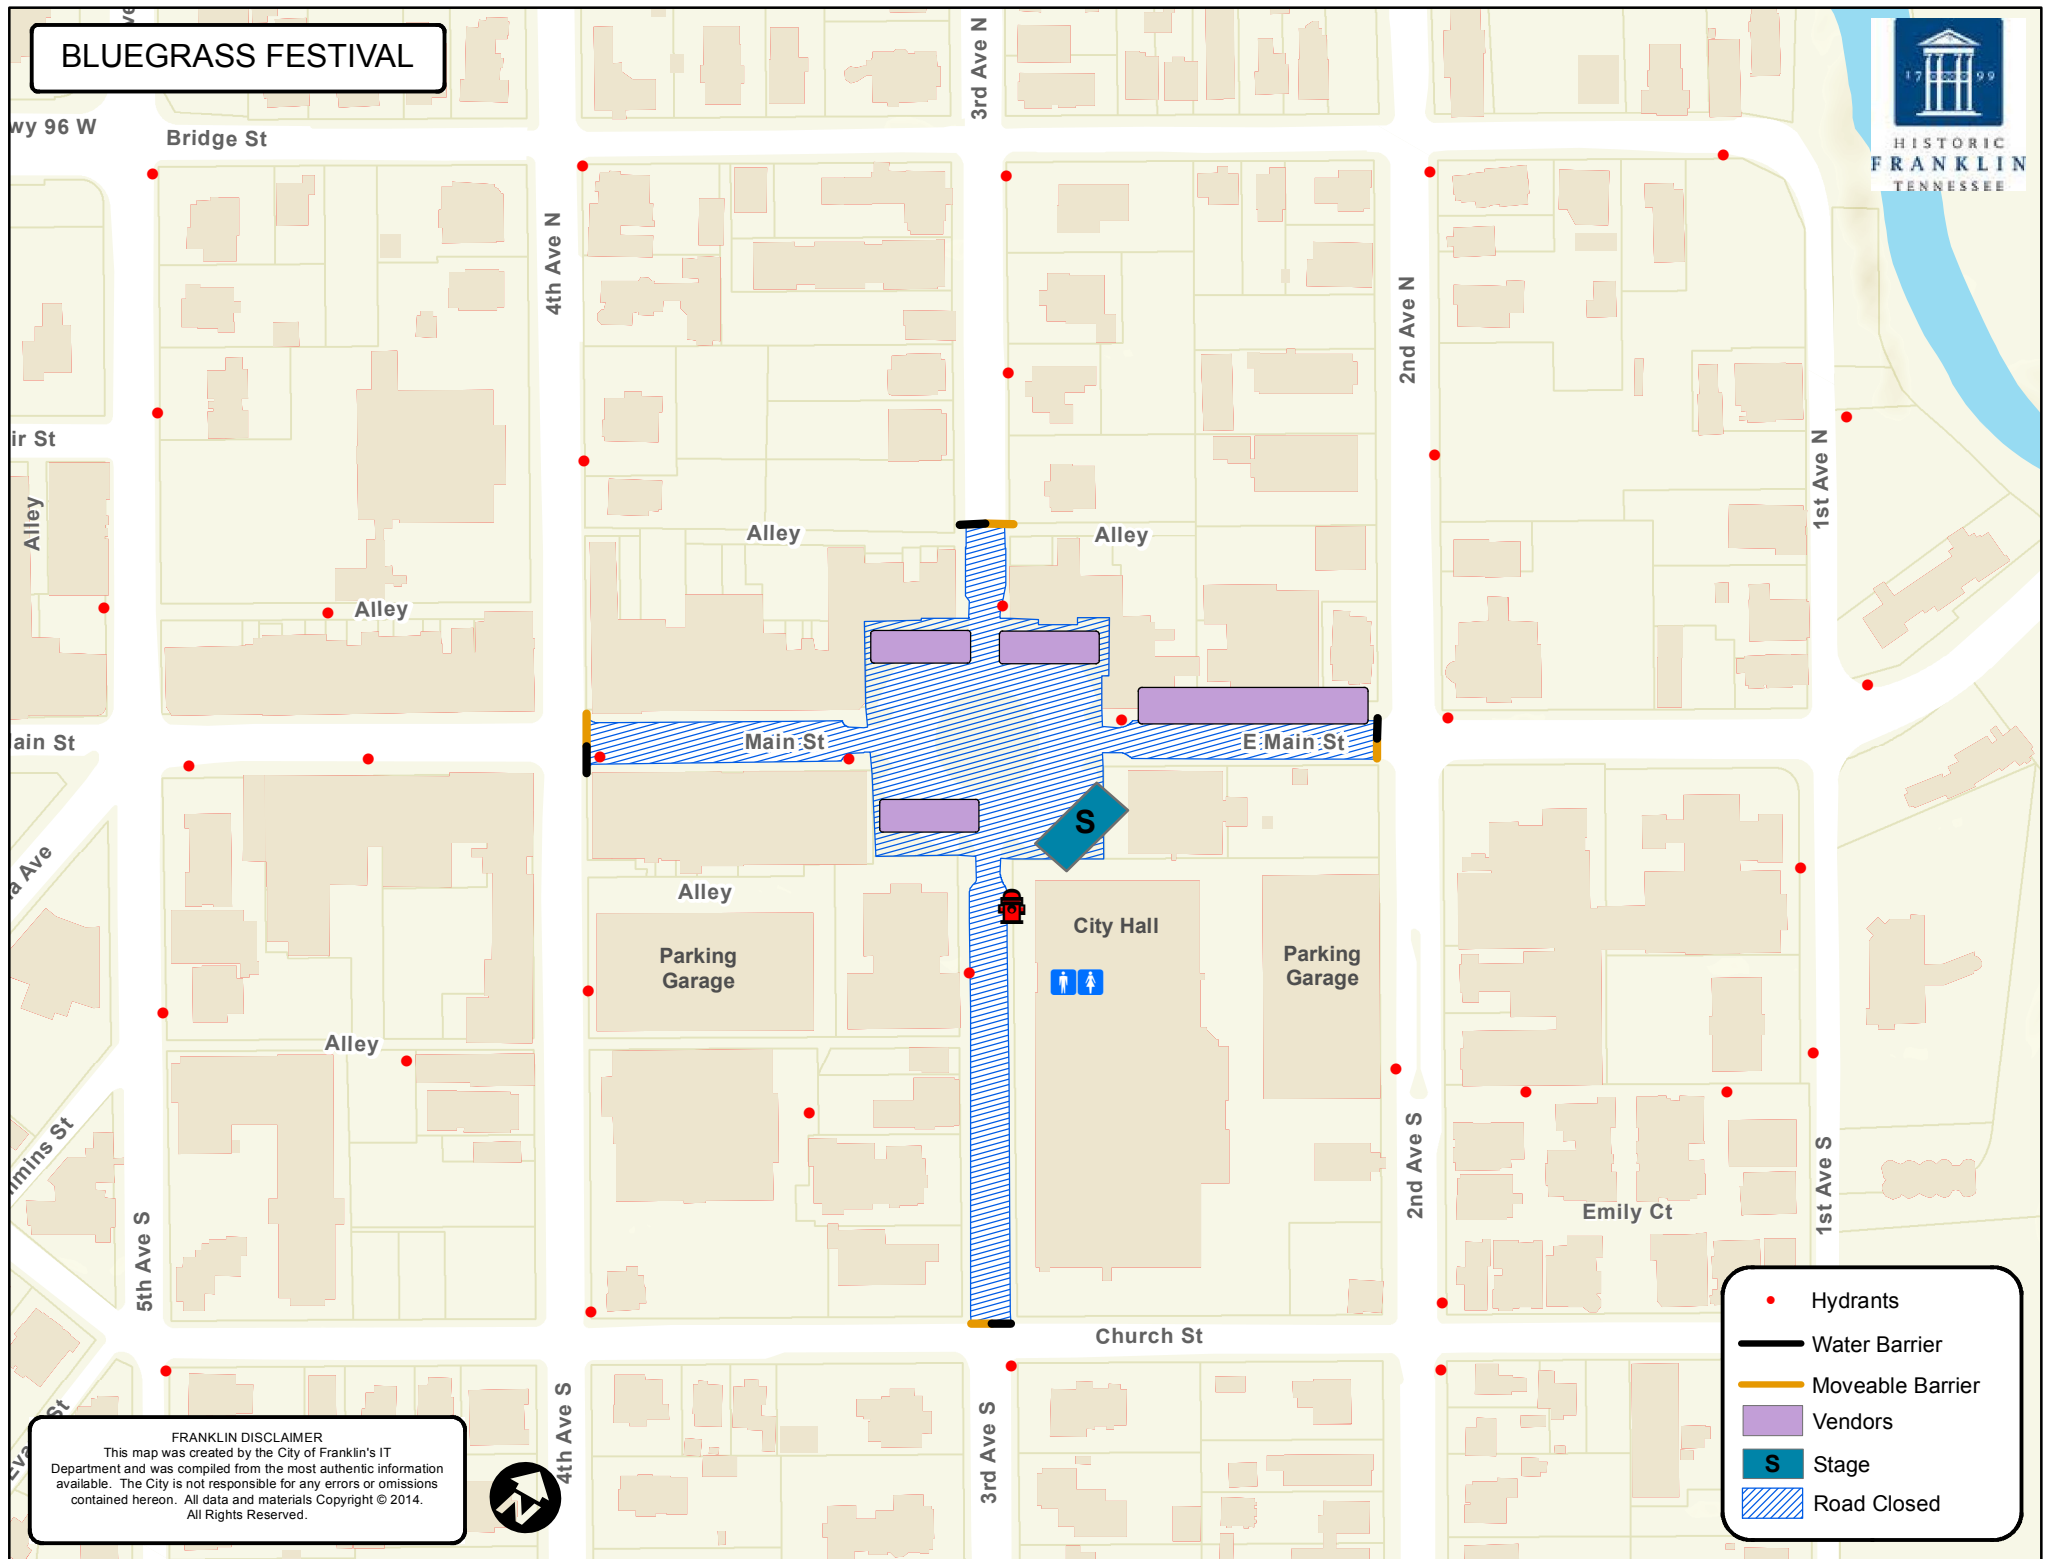 BLUEGRASS FESTIVAL
3rd Ave N
17 99
HISTORIC
FRANKLIN
TENNESSEE
wy 96 W
Bridge St
4th Ave N
2nd Ave N
ir St
1st Ave N
Alley
Alley
Alley
Alley
ain St
Main St
E Main St
S
a Ave
Alley
City Hall
Parking
Garage
Parking
Garage
Alley
mmins St
2nd Ave S
1st Ave S
5th Ave S
Emily Ct
Church St
4th Ave S
3rd Ave S
Eva St
N
FRANKLIN DISCLAIMER
This map was created by the City of Franklin's IT
Department and was compiled from the most authentic information
available. The City is not responsible for any errors or omissions
contained hereon. All data and materials Copyright © 2014.
All Rights Reserved.
Hydrants
Water Barrier
Moveable Barrier
Vendors
S Stage
Road Closed